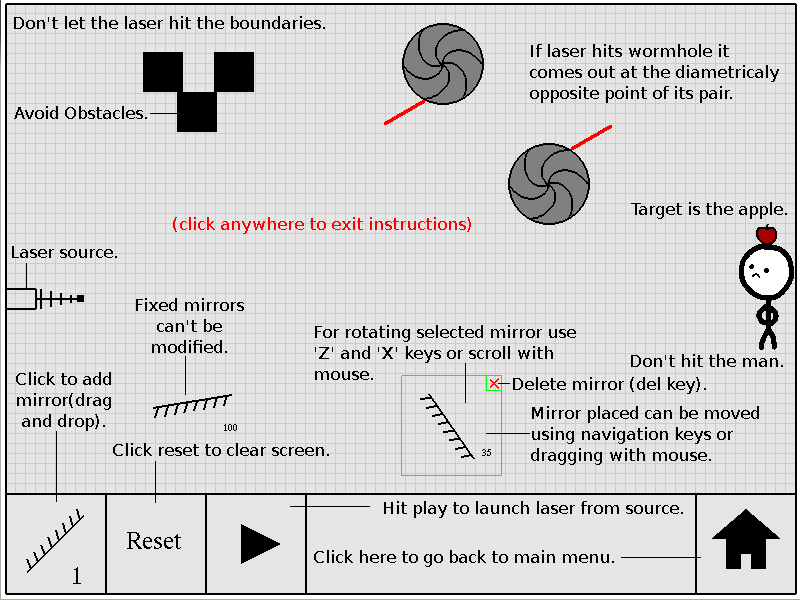 Don't let the laser hit the boundaries.
If laser hits wormhole it
comes out at the diametricaly
opposite point of its pair.
Avoid Obstacles.
Target is the apple.
(click anywhere to exit instructions)
Laser source.
Fixed mirrors
can't be
modified.
For rotating selected mirror use
'Z' and 'X' keys or scroll with
mouse.
Don't hit the man.
Click to add
mirror(drag
and drop).
Delete mirror (del key).
Mirror placed can be moved
using navigation keys or
dragging with mouse.
100
35
Click reset to clear screen.
Hit play to launch laser from source.
Reset
Click here to go back to main menu.
1